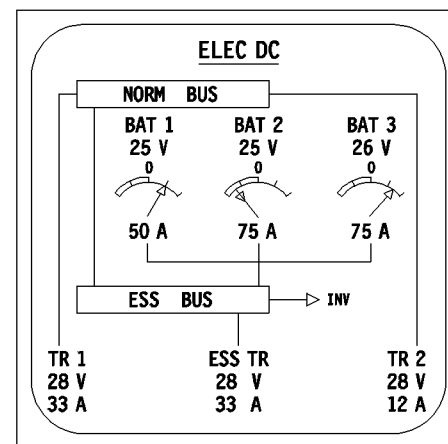 ELEC DC
NORM BUS
BAT 1 BAT 2 BAT 3
25 V 25 V 26 V
0 0 0
50 A 75 A 75 A
ESS BUS INV
TR 1 ESS TR TR 2
28 V 28 V 28 V
33 A 33 A 12 A